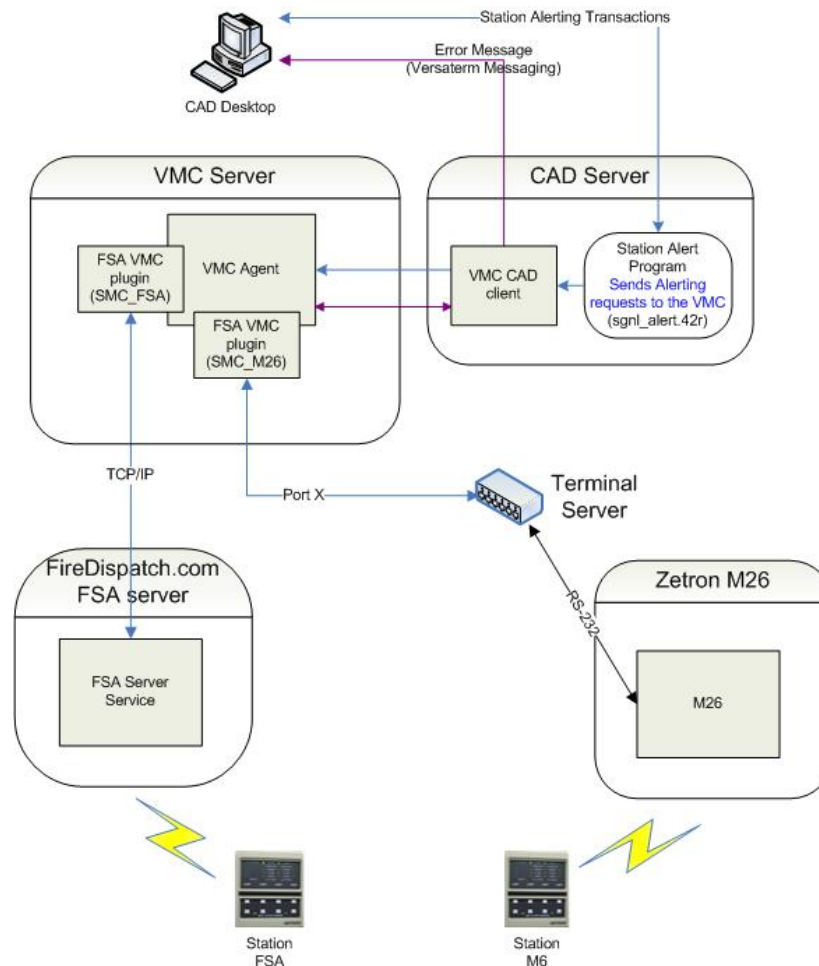 Station Alerting Transactions
Error Message
(Versaterm Messaging)
CAD Desktop
VMC Server
CAD Server
FSA VMC
plugin
(SMC_FSA)
VMC Agent
FSA VMC
plugin
(SMC_M26)
VMC CAD
client
Station Alert
Program
Sends Alerting
requests to the VMC
(sgnl_alert.42r)
TCP/IP
Port X
Terminal
Server
FireDispatch.com
FSA server
Zetron M26
RS-232
FSA Server
Service
M26
Station
FSA
Station
M6